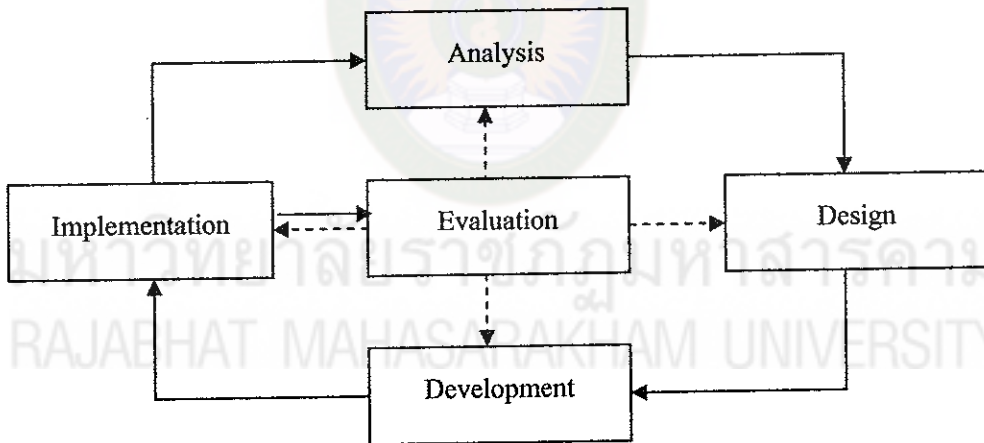 Analysis
Implementation
Evaluation
Design
มหาวิทยาลัยราชภัฏมหาสารคาม
RAJABHAT MAHASARAKHAM UNIVERSITY
Development